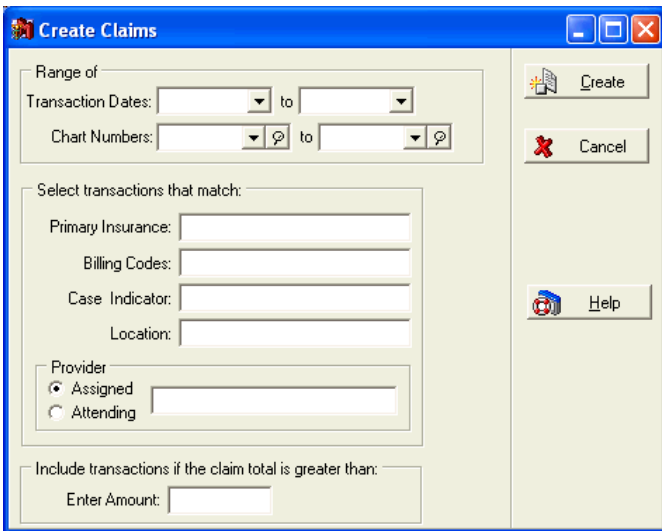 Create Claims
Range of
Transaction Dates: to
Chart Numbers: to
Create
Cancel
Select transactions that match:
Primary Insurance:
Billing Codes:
Case Indicator:
Location:
Help
Provider
Assigned
Attending
Include transactions if the claim total is greater than:
Enter Amount: